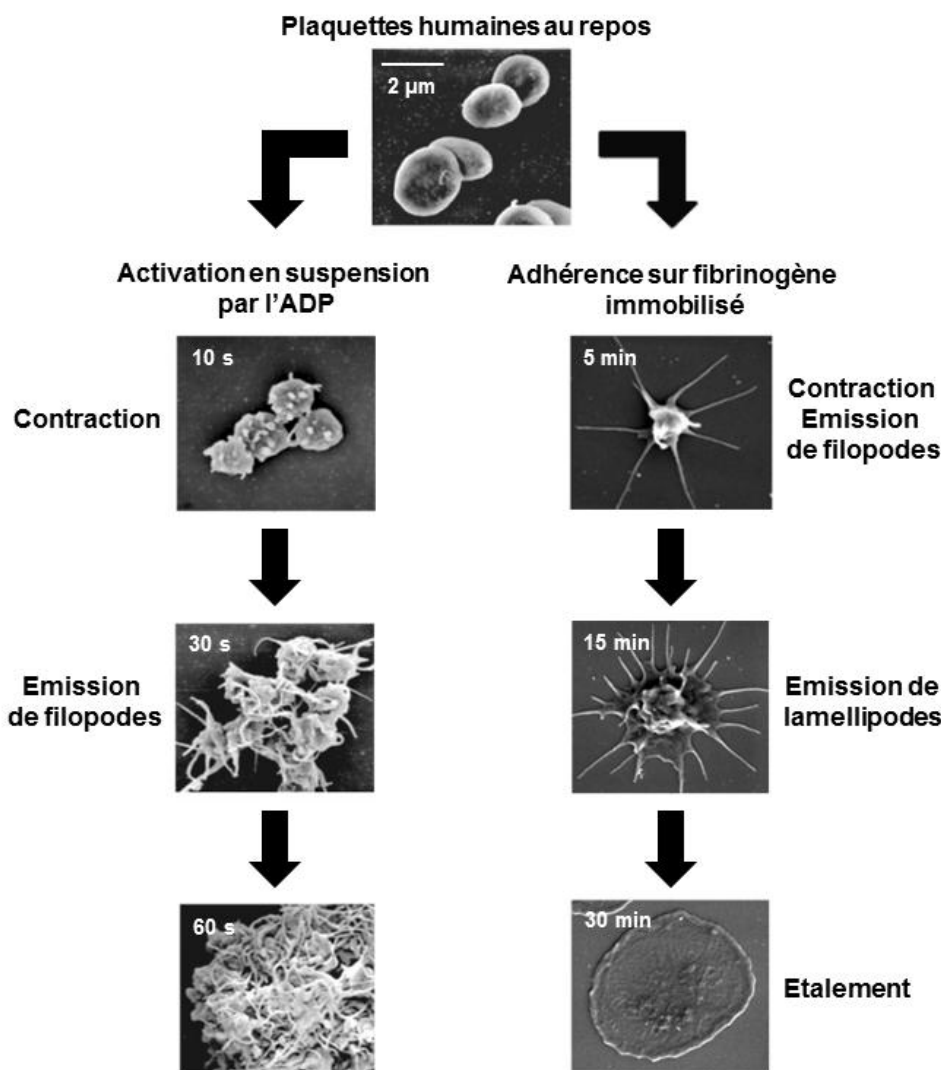 Plaquettes humaines au repos
2 µm
Activation en suspension
par l'ADP
Adhérence sur fibrinogène
immobilisé
10 s
Contraction
5 min
Contraction
Emission
de filopodes
30 s
Emission
de filopodes
15 min
Emission de
lamellipodes
60 s
30 min
Etalement